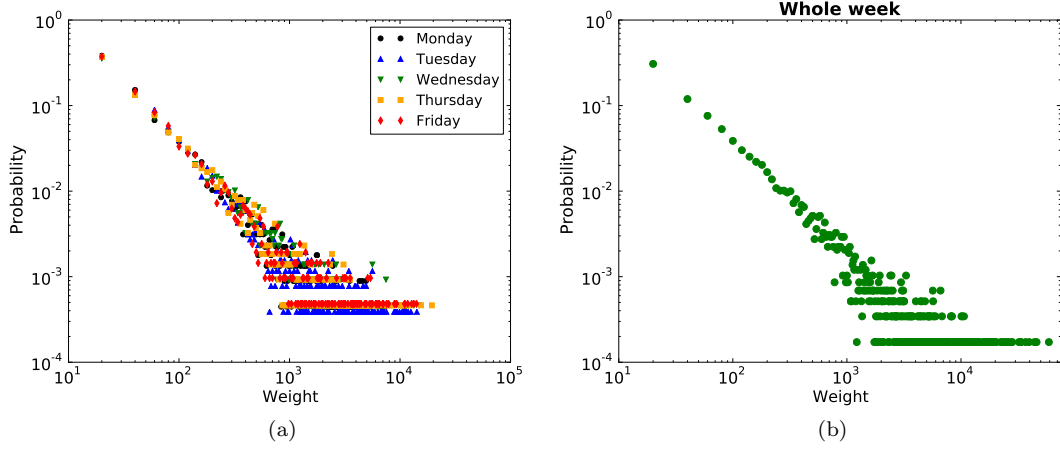 Whole week
10^0
10^-1
10^-2
10^-3
10^-4
Probability
10^1
10^2
10^3
10^4
10^5
Weight
Monday
Tuesday
Wednesday
Thursday
Friday
(a)
10^0
10^-1
10^-2
10^-3
10^-4
Probability
10^1
10^2
10^3
10^4
Weight
(b)